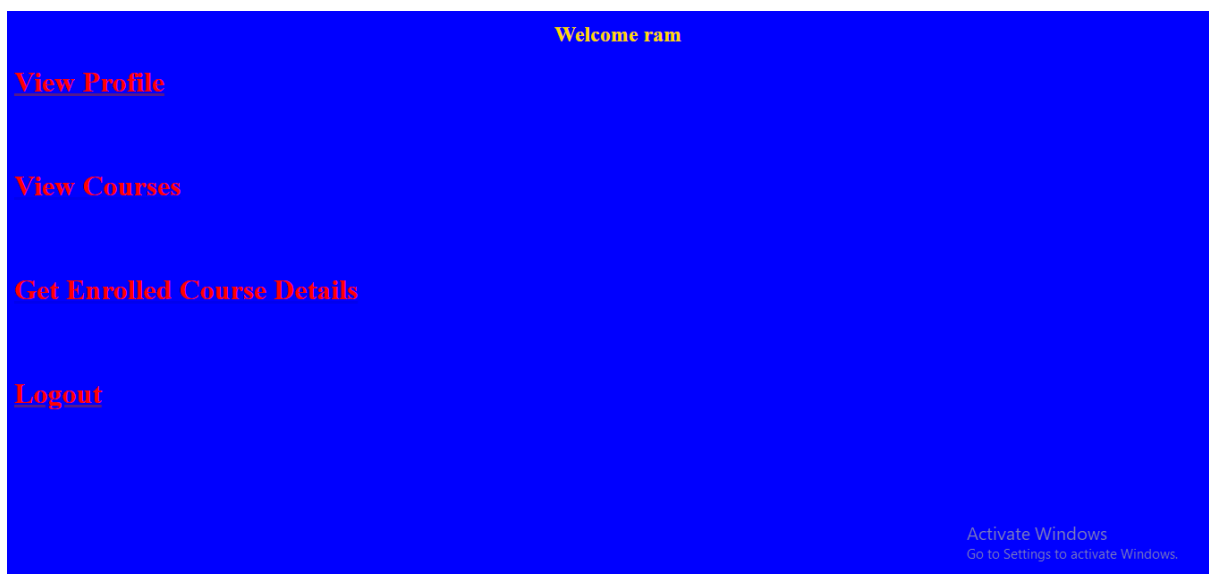 Welcome ram
View Profile
View Courses
Get Enrolled Course Details
Logout
Activate Windows
Go to Settings to activate Windows.